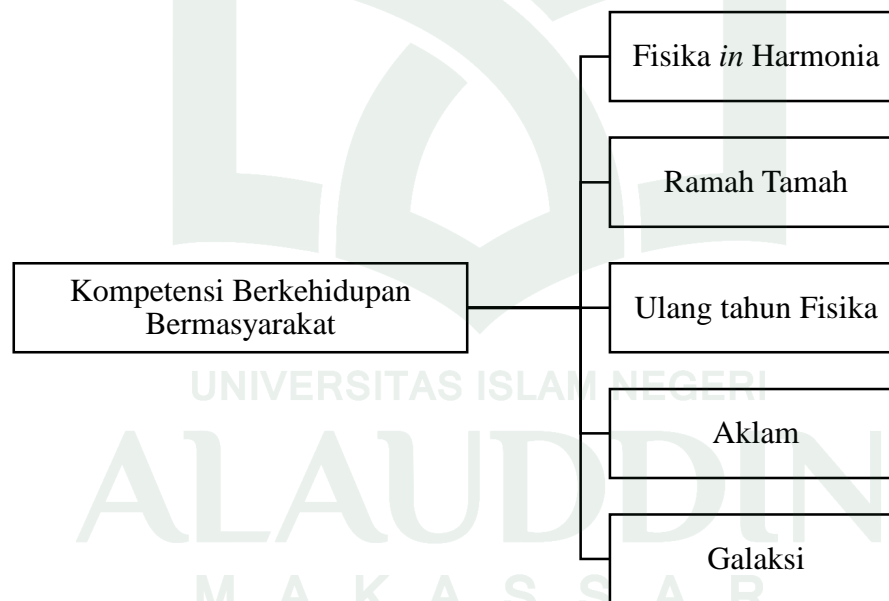 Fisika in Harmonia
Ramah Tamah
Kompetensi Berkehidupan
Bermasyarakat
Ulang tahun Fisika
Aklam
Galaksi
UNIVERSITAS ISLAM NEGERI
ALAUDDIN
MAKASSAR